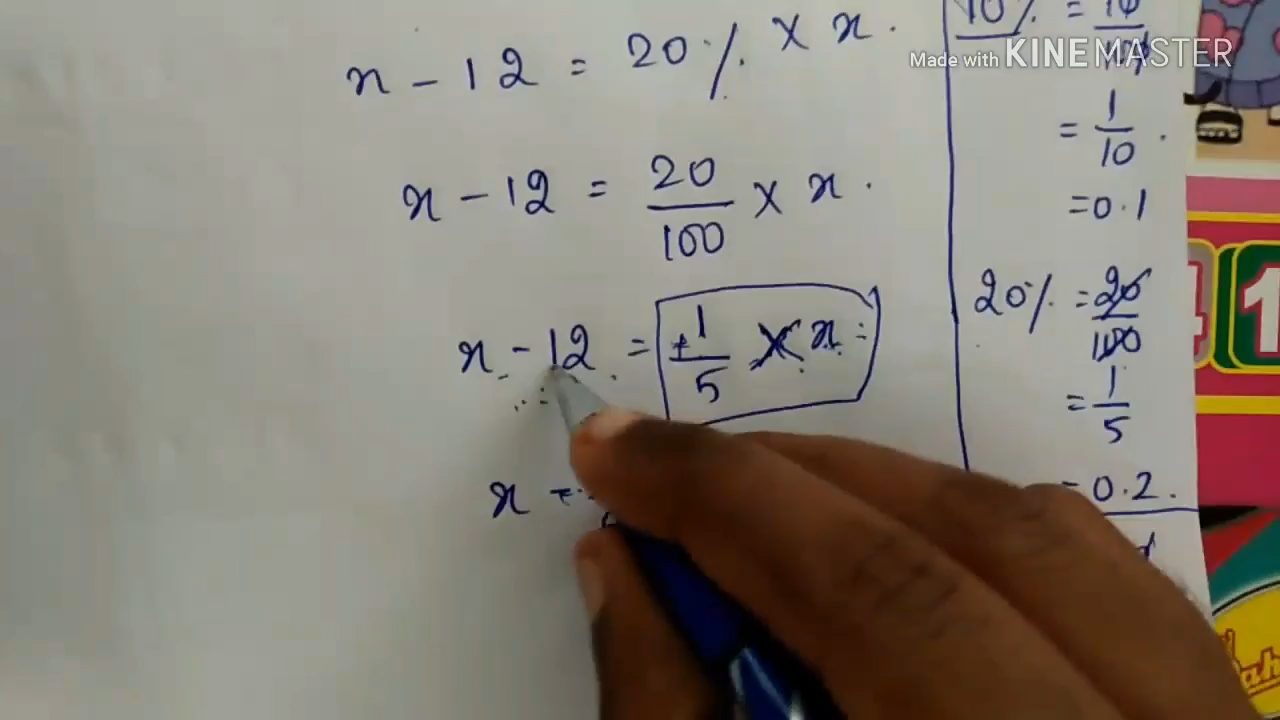 x - 12 = 20% × x.
x - 12 = 20/100 × x.
x - 12 = +1/5 × x
x -
10% = 10/100
= 1/10.
= 0.1
20% = 20/100
= 1/5
= 0.2.
Made with KINEMASTER
41